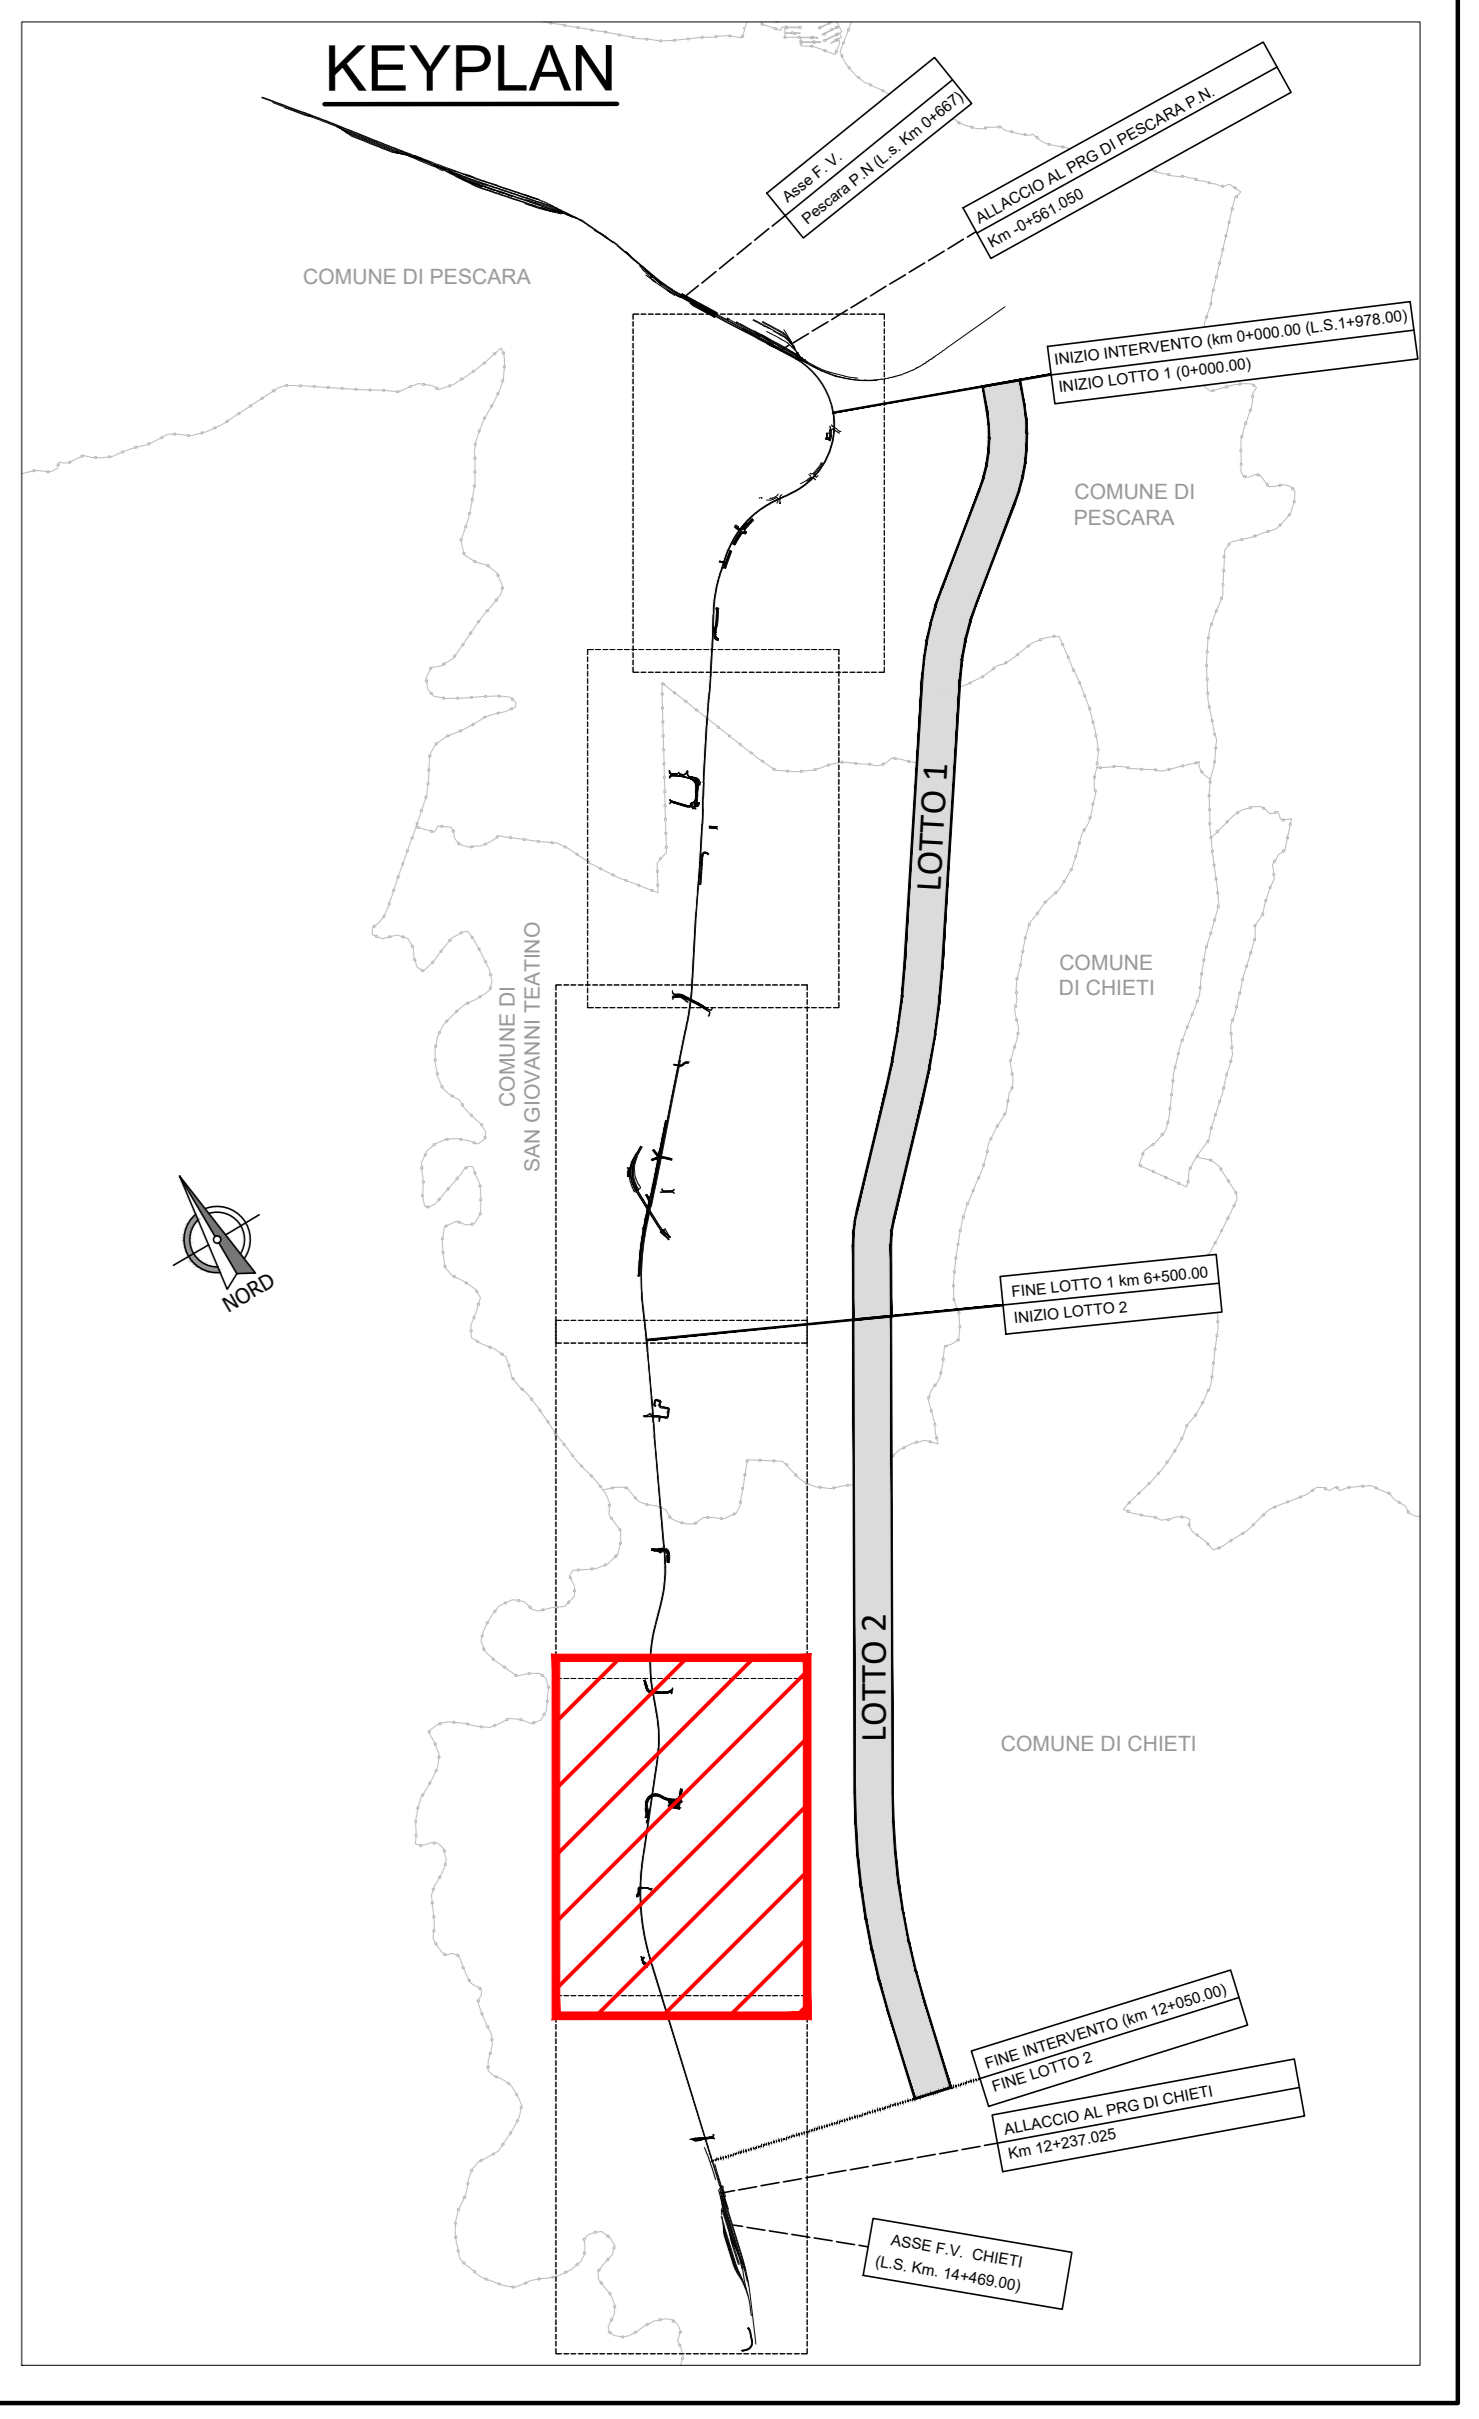 KEYPLAN
Asse F. V.
Pescara P.N (L.s. Km 0+667)
ALLACCIO AL PRG DI PESCARA P.N.
Km -0+561.050
COMUNE DI PESCARA
INIZIO INTERVENTO (km 0+000.00 (L.S.1+978.00)
INIZIO LOTTO 1 (0+000.00)
COMUNE DI
PESCARA
LOTTO 1
COMUNE DI
SAN GIOVANNI TEATINO
COMUNE
DI CHIETI
NORD
FINE LOTTO 1 km 6+500.00
INIZIO LOTTO 2
LOTTO 2
COMUNE DI CHIETI
FINE INTERVENTO (km 12+050.00)
FINE LOTTO 2
ALLACCIO AL PRG DI CHIETI
Km 12+237.025
ASSE F.V. CHIETI
(L.S. Km. 14+469.00)